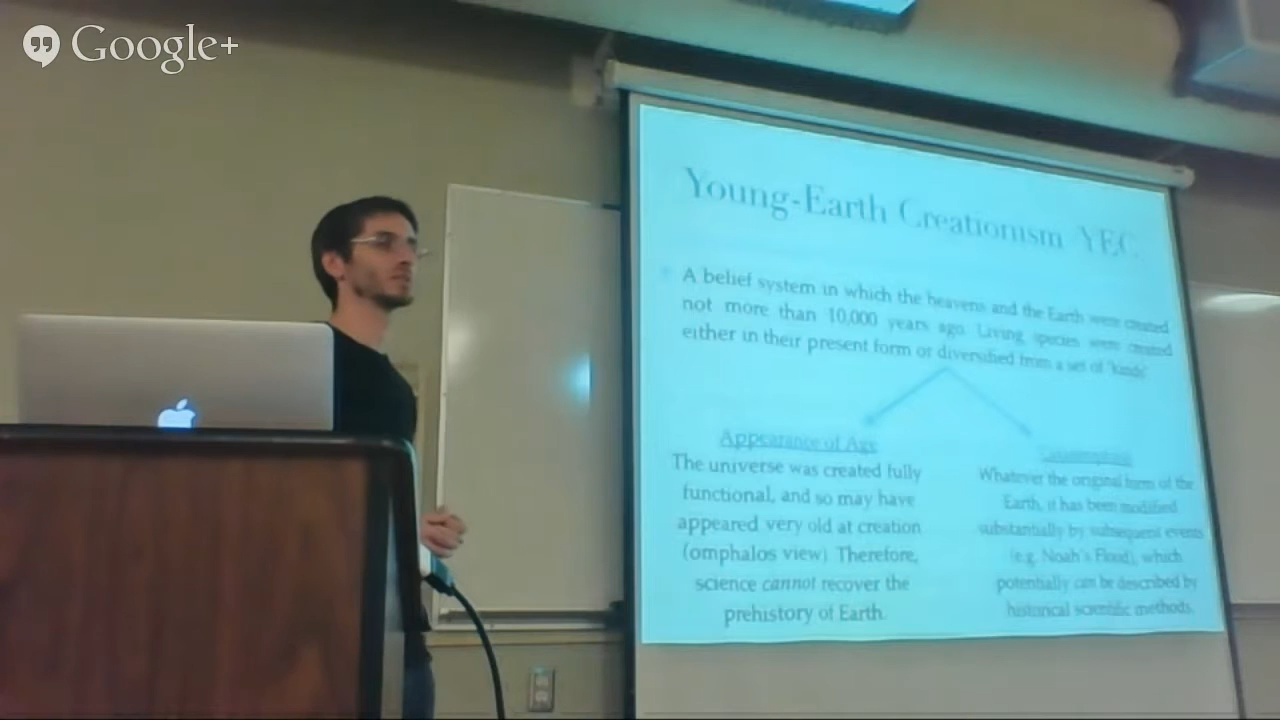 Google+
Young-Earth Creationism YEC
A belief system in which the heavens and the Earth were created
not more than 10,000 years ago. Living species were created
either in their present form or diversified from a set of "kinds"
Appearance of Age
The universe was created fully
functional, and so may have
appeared very old at creation
(omphalos view) Therefore,
science cannot recover the
prehistory of Earth.
Whatever the original form of the
Earth, it has been modified
substantially by subsequent events
(e.g. Noah's Flood), which
potentially can be described by
historical scientific methods.